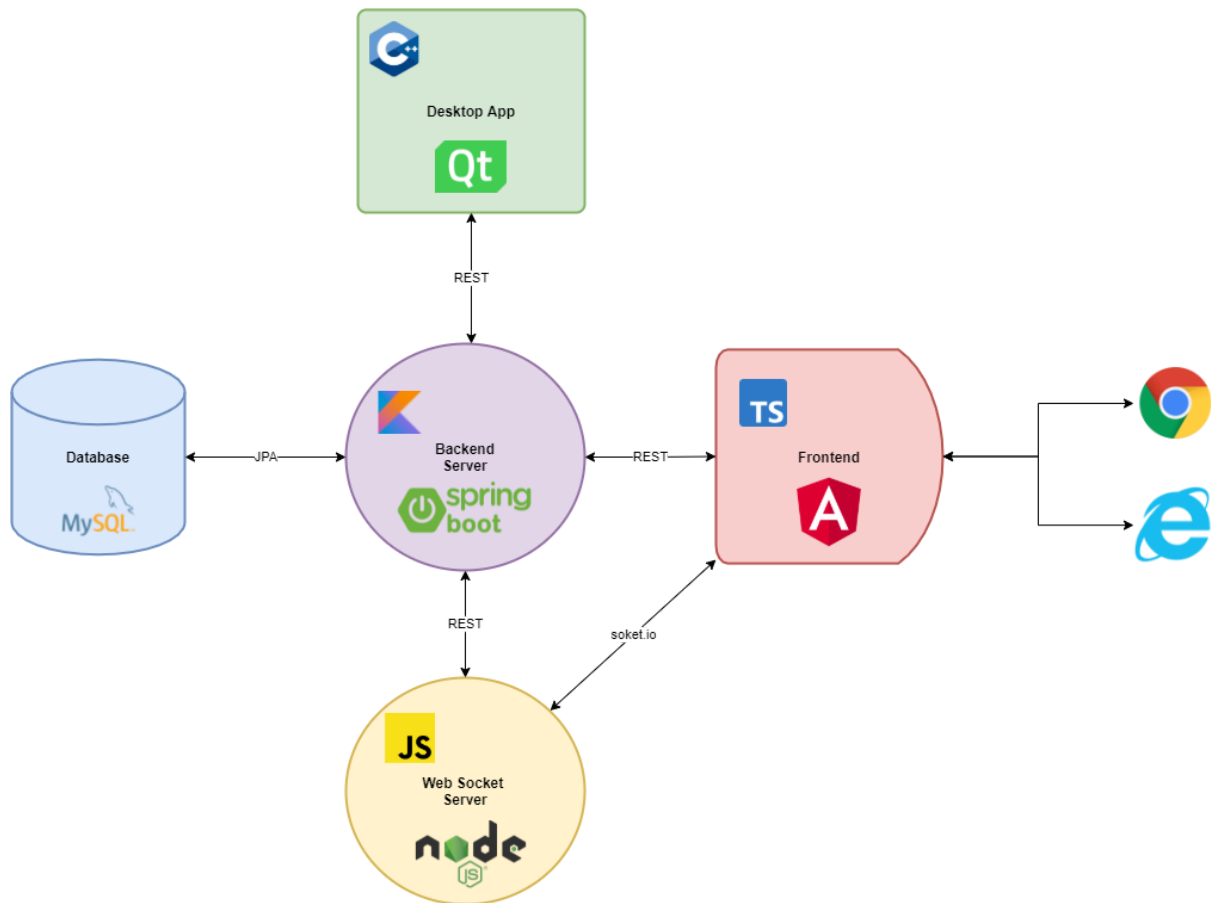 C++
Desktop App
Qt
REST
Database
MySQL
JPA
Backend
Server
spring
boot
REST
TS
Frontend
A
REST
soket.io
JS
Web Socket
Server
node
JS